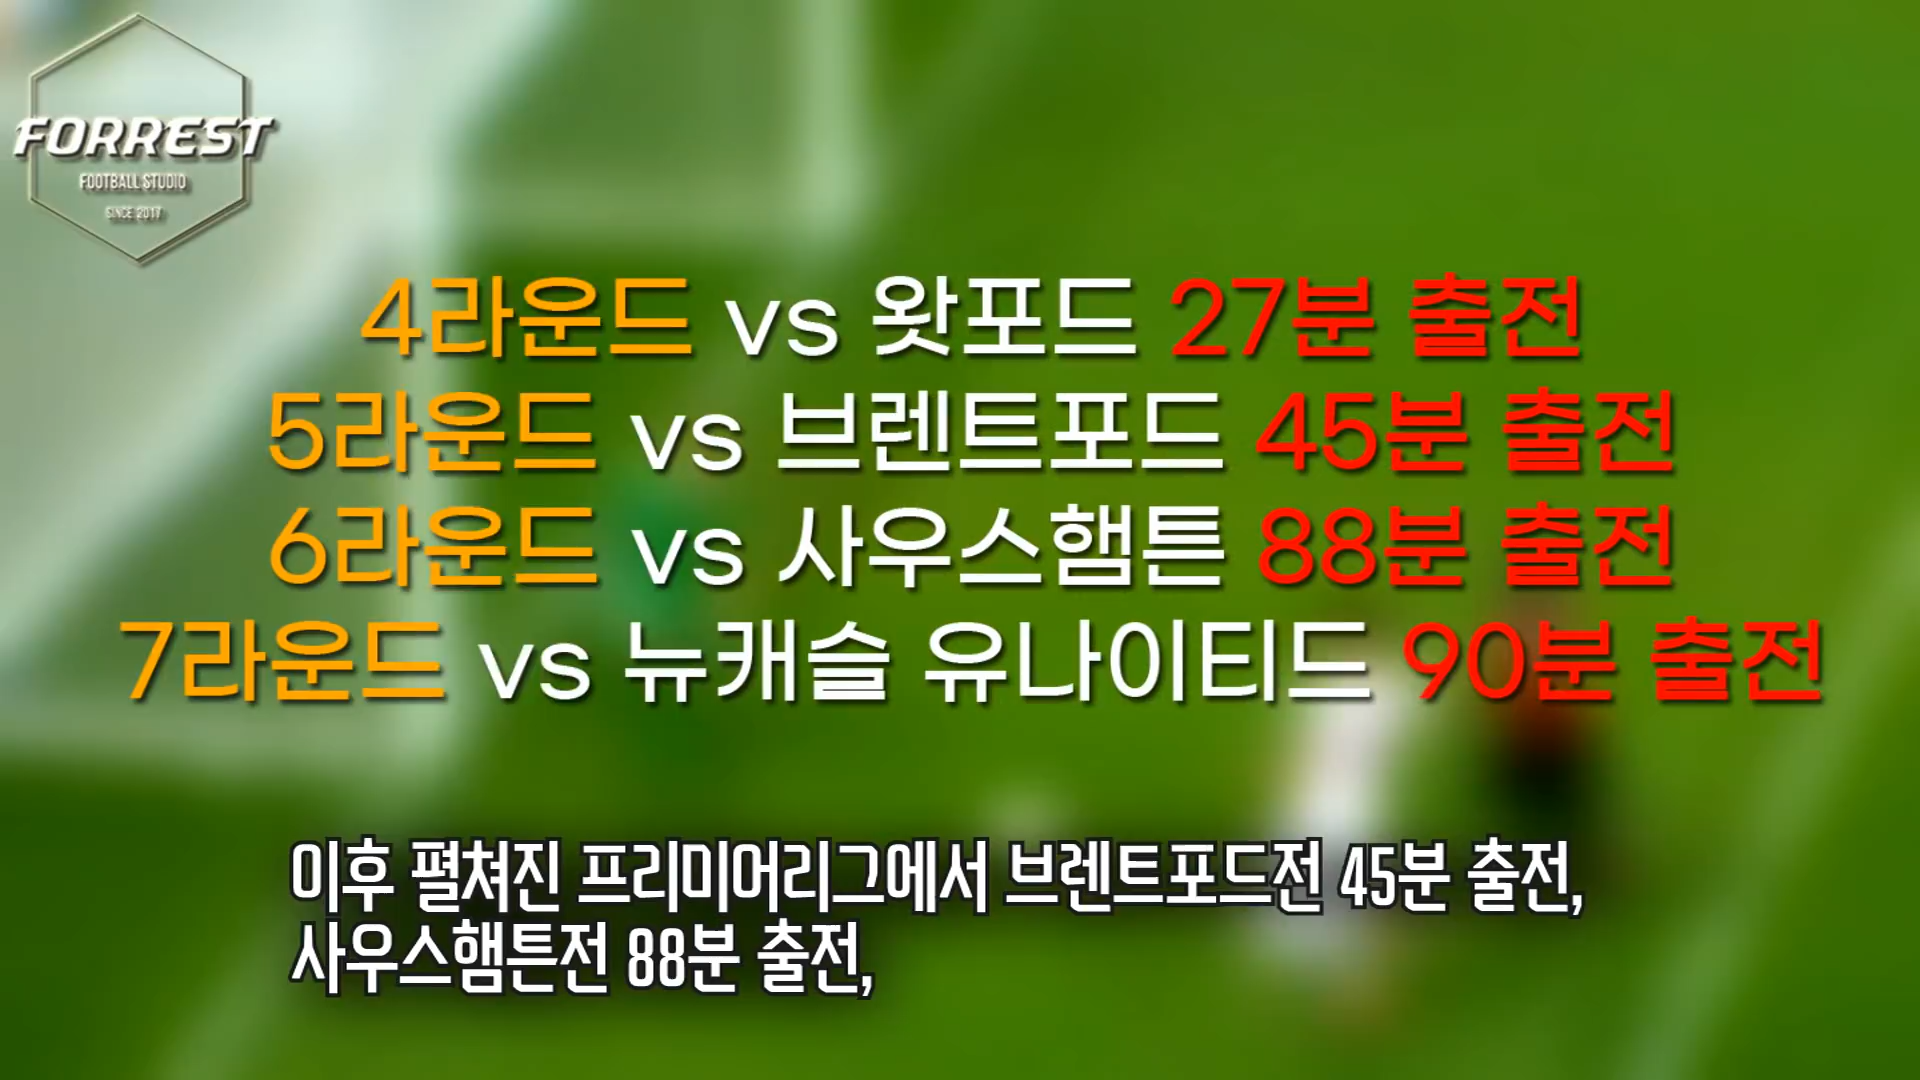 FORREST
FOOTBALL STUDIO
SINCE 2017
4라운드 vs 왓포드 27분 출전
5라운드 vs 브렌트포드 45분 출전
6라운드 vs 사우스햄튼 88분 출전
7라운드 vs 뉴캐슬 유나이티드 90분 출전
이후 펼쳐진 프리미어리그에서 브렌트포드전 45분 출전,
사우스햄튼전 88분 출전,